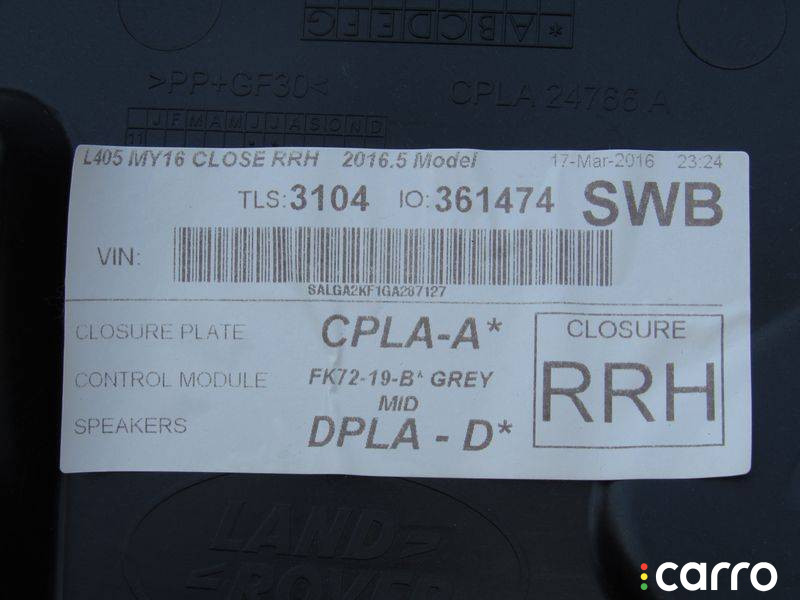 * A B C D E F G
>PP+GF30<
CPLA 24766 A
J F M A M J J A S O N D
11
L405 MY16 CLOSE RRH 2016.5 Model 17-Mar-2016 23:24
TLS:3104 IO:361474 SWB
VIN:
SALGA2KF1GA287127
CLOSURE PLATE CPLA-A*
CONTROL MODULE FK72-19-B* GREY
MID
SPEAKERS DPLA - D*
CLOSURE
RRH
LAND
ROVER
carro